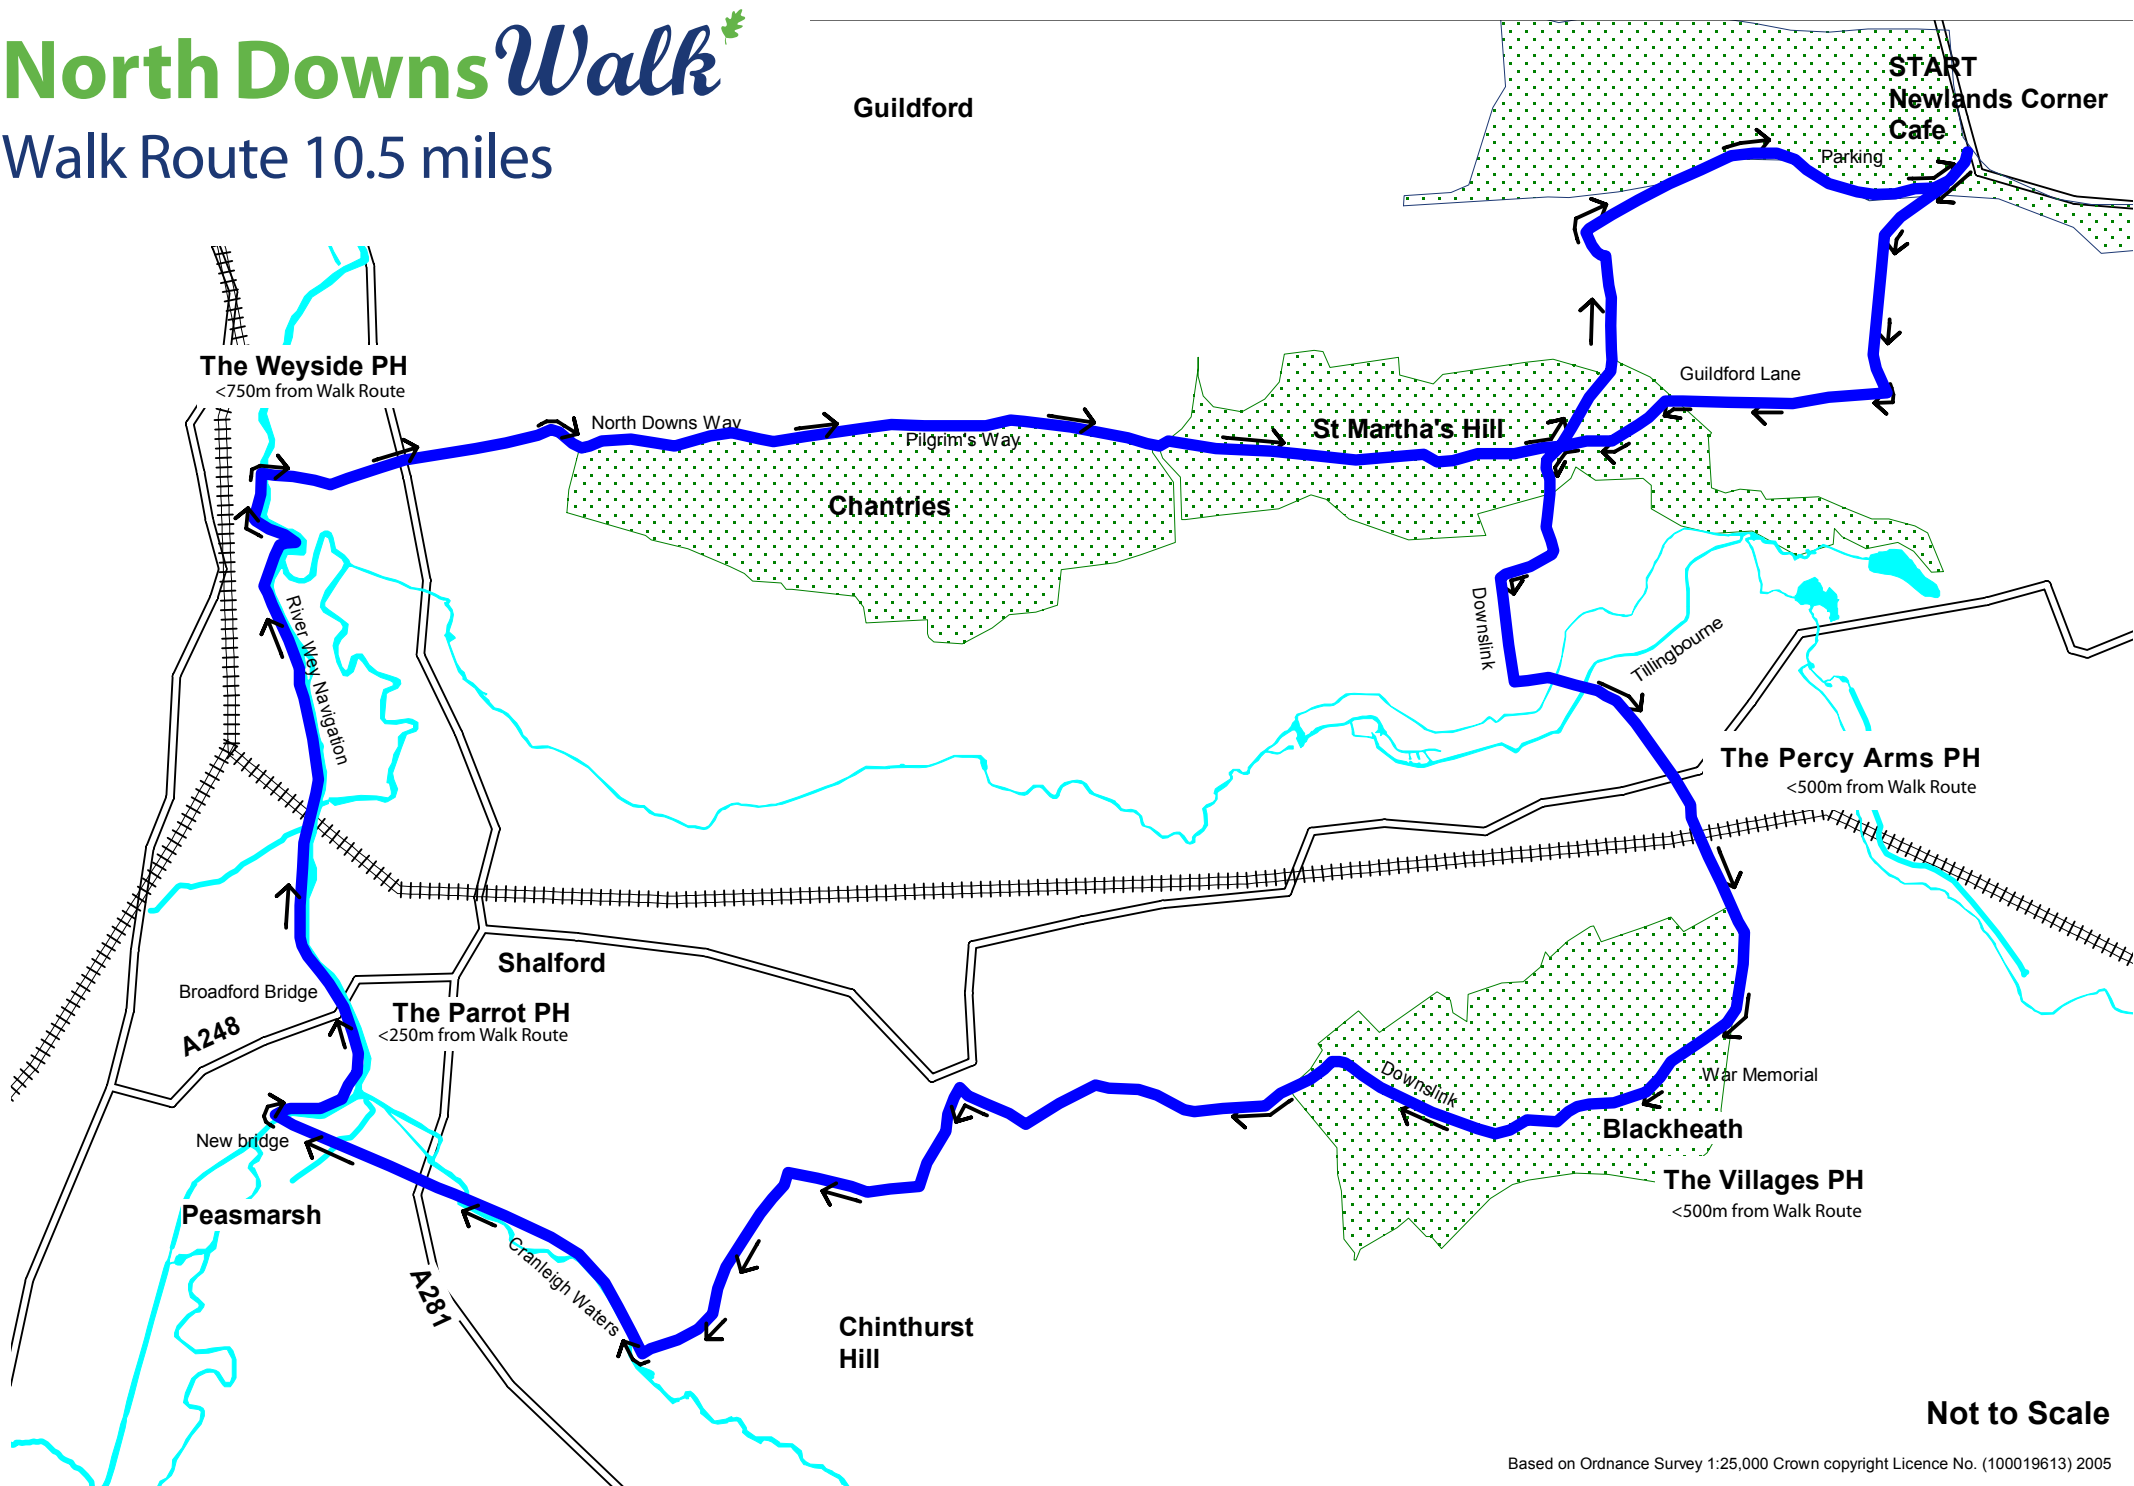 North Downs Walk
Walk Route 10.5 miles
Guildford
START
Newlands Corner
Cafe
Parking
The Weyside PH
<750m from Walk Route
Guildford Lane
North Downs Way
Pilgrim's Way
St Martha's Hill
Chantries
River Wey Navigation
Downslink
Tillingbourne
The Percy Arms PH
<500m from Walk Route
Shalford
Broadford Bridge
A248
The Parrot PH
<250m from Walk Route
Downslink
War Memorial
Blackheath
New bridge
The Villages PH
<500m from Walk Route
Peasmarsh
Cranleigh Waters
A281
Chinthurst
Hill
Not to Scale
Based on Ordnance Survey 1:25,000 Crown copyright Licence No. (100019613) 2005